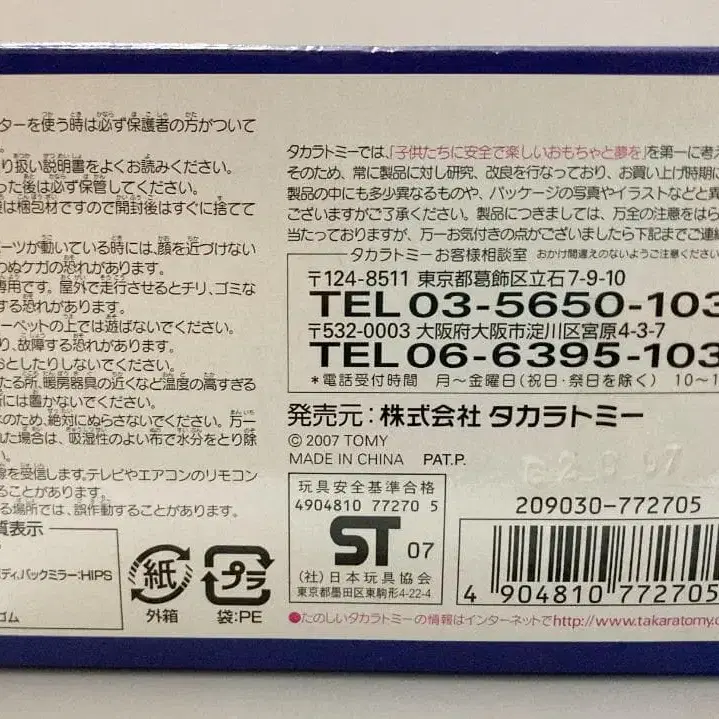 ターを使う時は必ず保護者の方がついて
り扱い説明書をよくお読みください。
った後は必ず保管してください。
は梱包材ですので開封後はすぐに捨てて
ーツが動いている時には、顔を近づけない
わぬケガの恐れがあります。
専用です。屋外で走行させるとチリ、ゴミな
恐れがあります。
ーペットの上では遊ばないでください。
り、故障する恐れがあります。
おとしたりしないでください。
たる所、暖房器具の近くなど温度の高すぎる
所には置かないでください。
のため、絶対にぬらさないでください。万一
れた場合は、吸湿性のよい布で水分をとり除
い。
を受信します。テレビやエアコンのリモコン
ることがあります。
る場所では、誤作動することがあります。
質表示
ディ、バックミラー:HIPS
ゴム
紙
外箱
プラ
袋:PE
タカラトミーでは、「子供たちに安全で楽しいおもちゃと夢を」を第一に考え
そのため、常に製品に対し研究、改良を行なっており、お買い上げ時期に
製品の中にも多少異なるものや、パッケージの写真やイラストなどと異
ございますがご了承ください。製品につきましては、万全の注意をはら
当たっておりますが、万一お気付きの点がございましたら下記までご連絡
タカラトミーお客様相談室 おかけ間違えのないようご注意ください
〒124-8511 東京都葛飾区立石7-9-10
TEL03-5650-103
〒532-0003 大阪府大阪市淀川区宮原4-3-7
TEL06-6395-103
*電話受付時間 月〜金曜日(祝日・祭日を除く) 10〜1
発売元:株式会社 タカラトミー
© 2007 TOMY
MADE IN CHINA PAT.P.
玩具安全基準合格
4904810 77270 5
ST 07
(社)日本玩具協会
東京都墨田区東駒形4-22-4
209030-772705
4 904810 772705
●たのしいタカラトミーの情報はインターネットでhttp://www.takaratomy.c